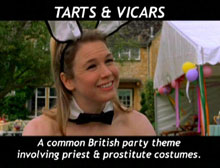 TARTS & VICARS
A common British party theme
involving priest & prostitute costumes.